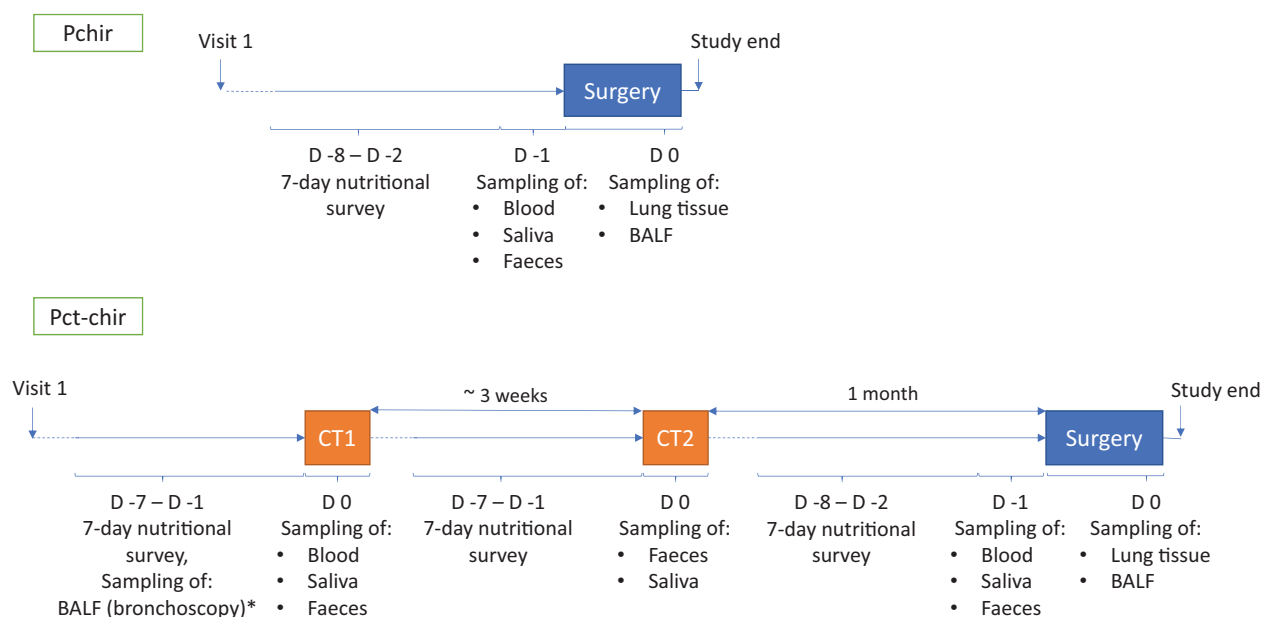 Pchir
Visit 1
Study end
Surgery
D -8 – D -2
7-day nutritional
survey
D -1
Sampling of:
• Blood
• Saliva
• Faeces
D 0
Sampling of:
• Lung tissue
• BALF
Pct-chir
Visit 1
~ 3 weeks
1 month
Study end
CT1
CT2
Surgery
D -7 – D -1
7-day nutritional
survey,
Sampling of:
BALF (bronchoscopy)*
D 0
Sampling of:
• Blood
• Saliva
• Faeces
D -7 – D -1
7-day nutritional
survey
D 0
Sampling of:
• Faeces
• Saliva
D -8 – D -2
7-day nutritional
survey
D -1
Sampling of:
• Blood
• Saliva
• Faeces
D 0
Sampling of:
• Lung tissue
• BALF